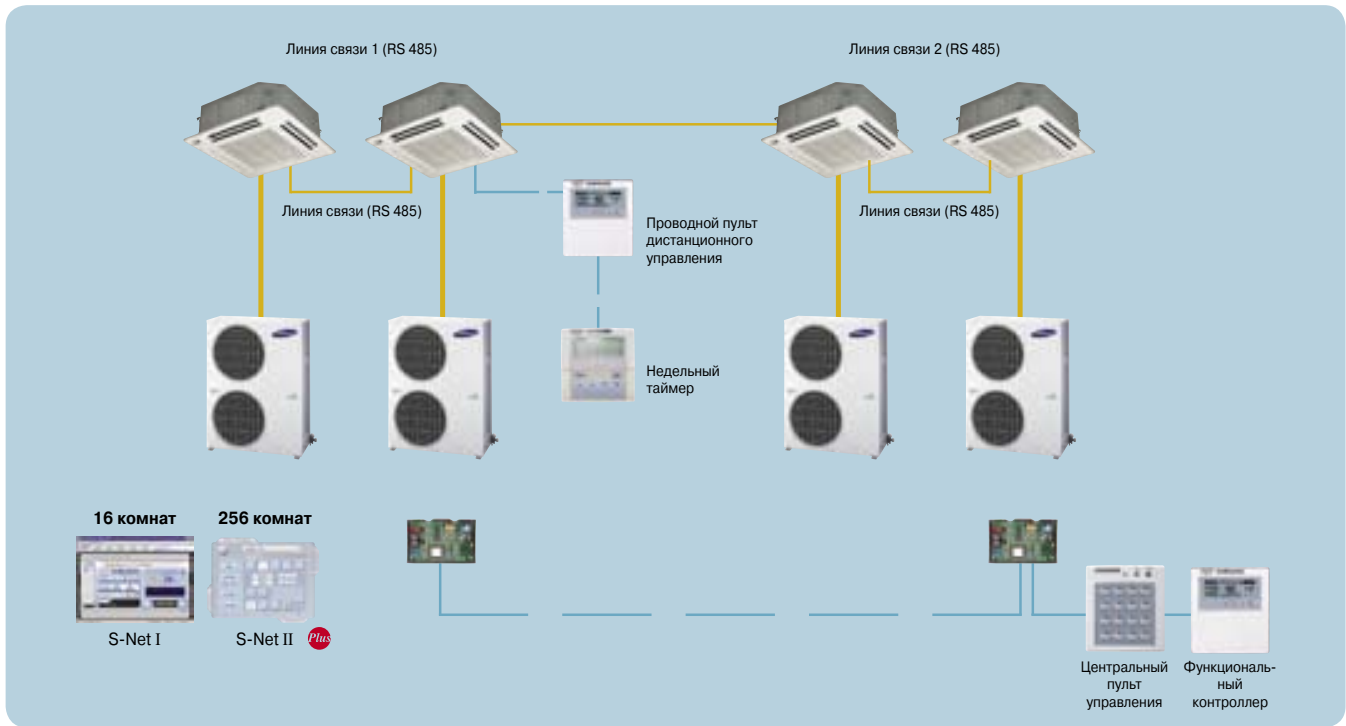 Линия связи 1 (RS 485)
Линия связи 2 (RS 485)
Линия связи (RS 485)
Линия связи (RS 485)
Проводной пульт
дистанционного
управления
Недельный
таймер
16 комнат
256 комнат
S-Net I
S-Net II Plus
Центральный
пульт
управления
Функциональ-
ный
контроллер